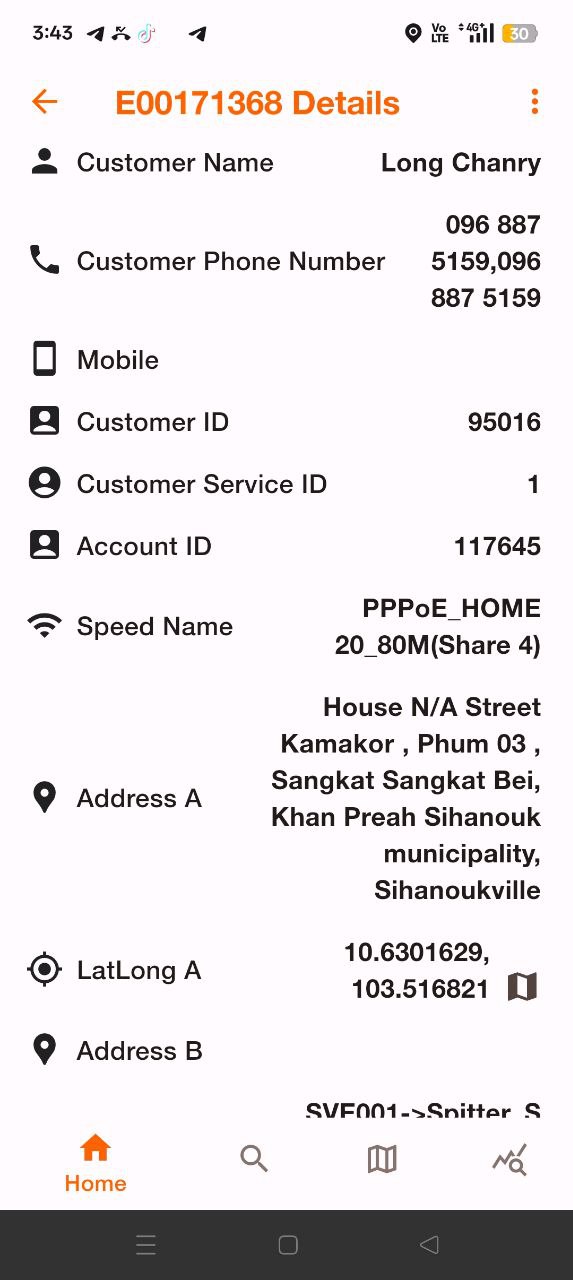 3:43 Vo LTE 4G+ 30
E00171368 Details
Customer Name Long Chanry
096 887
Customer Phone Number 5159,096
887 5159
Mobile
Customer ID 95016
Customer Service ID 1
Account ID 117645
PPPoE_HOME
Speed Name
20_80M(Share 4)
House N/A Street
Kamakor , Phum 03 ,
Sangkat Sangkat Bei,
Address A Khan Preah Sihanouk
municipality,
Sihanoukville
10.6301629,
LatLong A
103.516821
Address B
SVF001->Spitter_S
Home